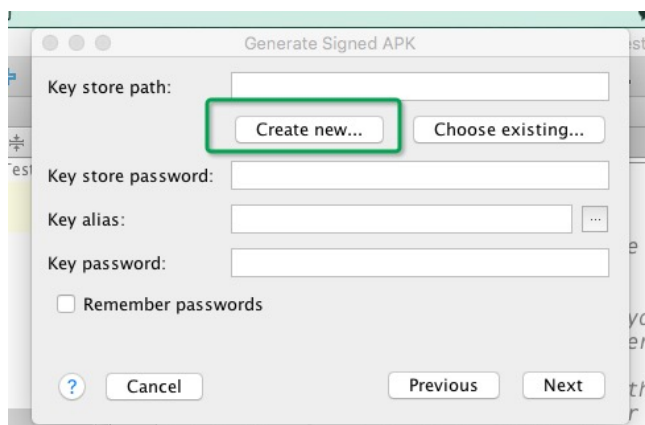 Generate Signed APK
Key store path:
Create new... Choose existing...
Test
Key store password:
Key alias: ...
Key password:
Remember passwords
? Cancel Previous Next